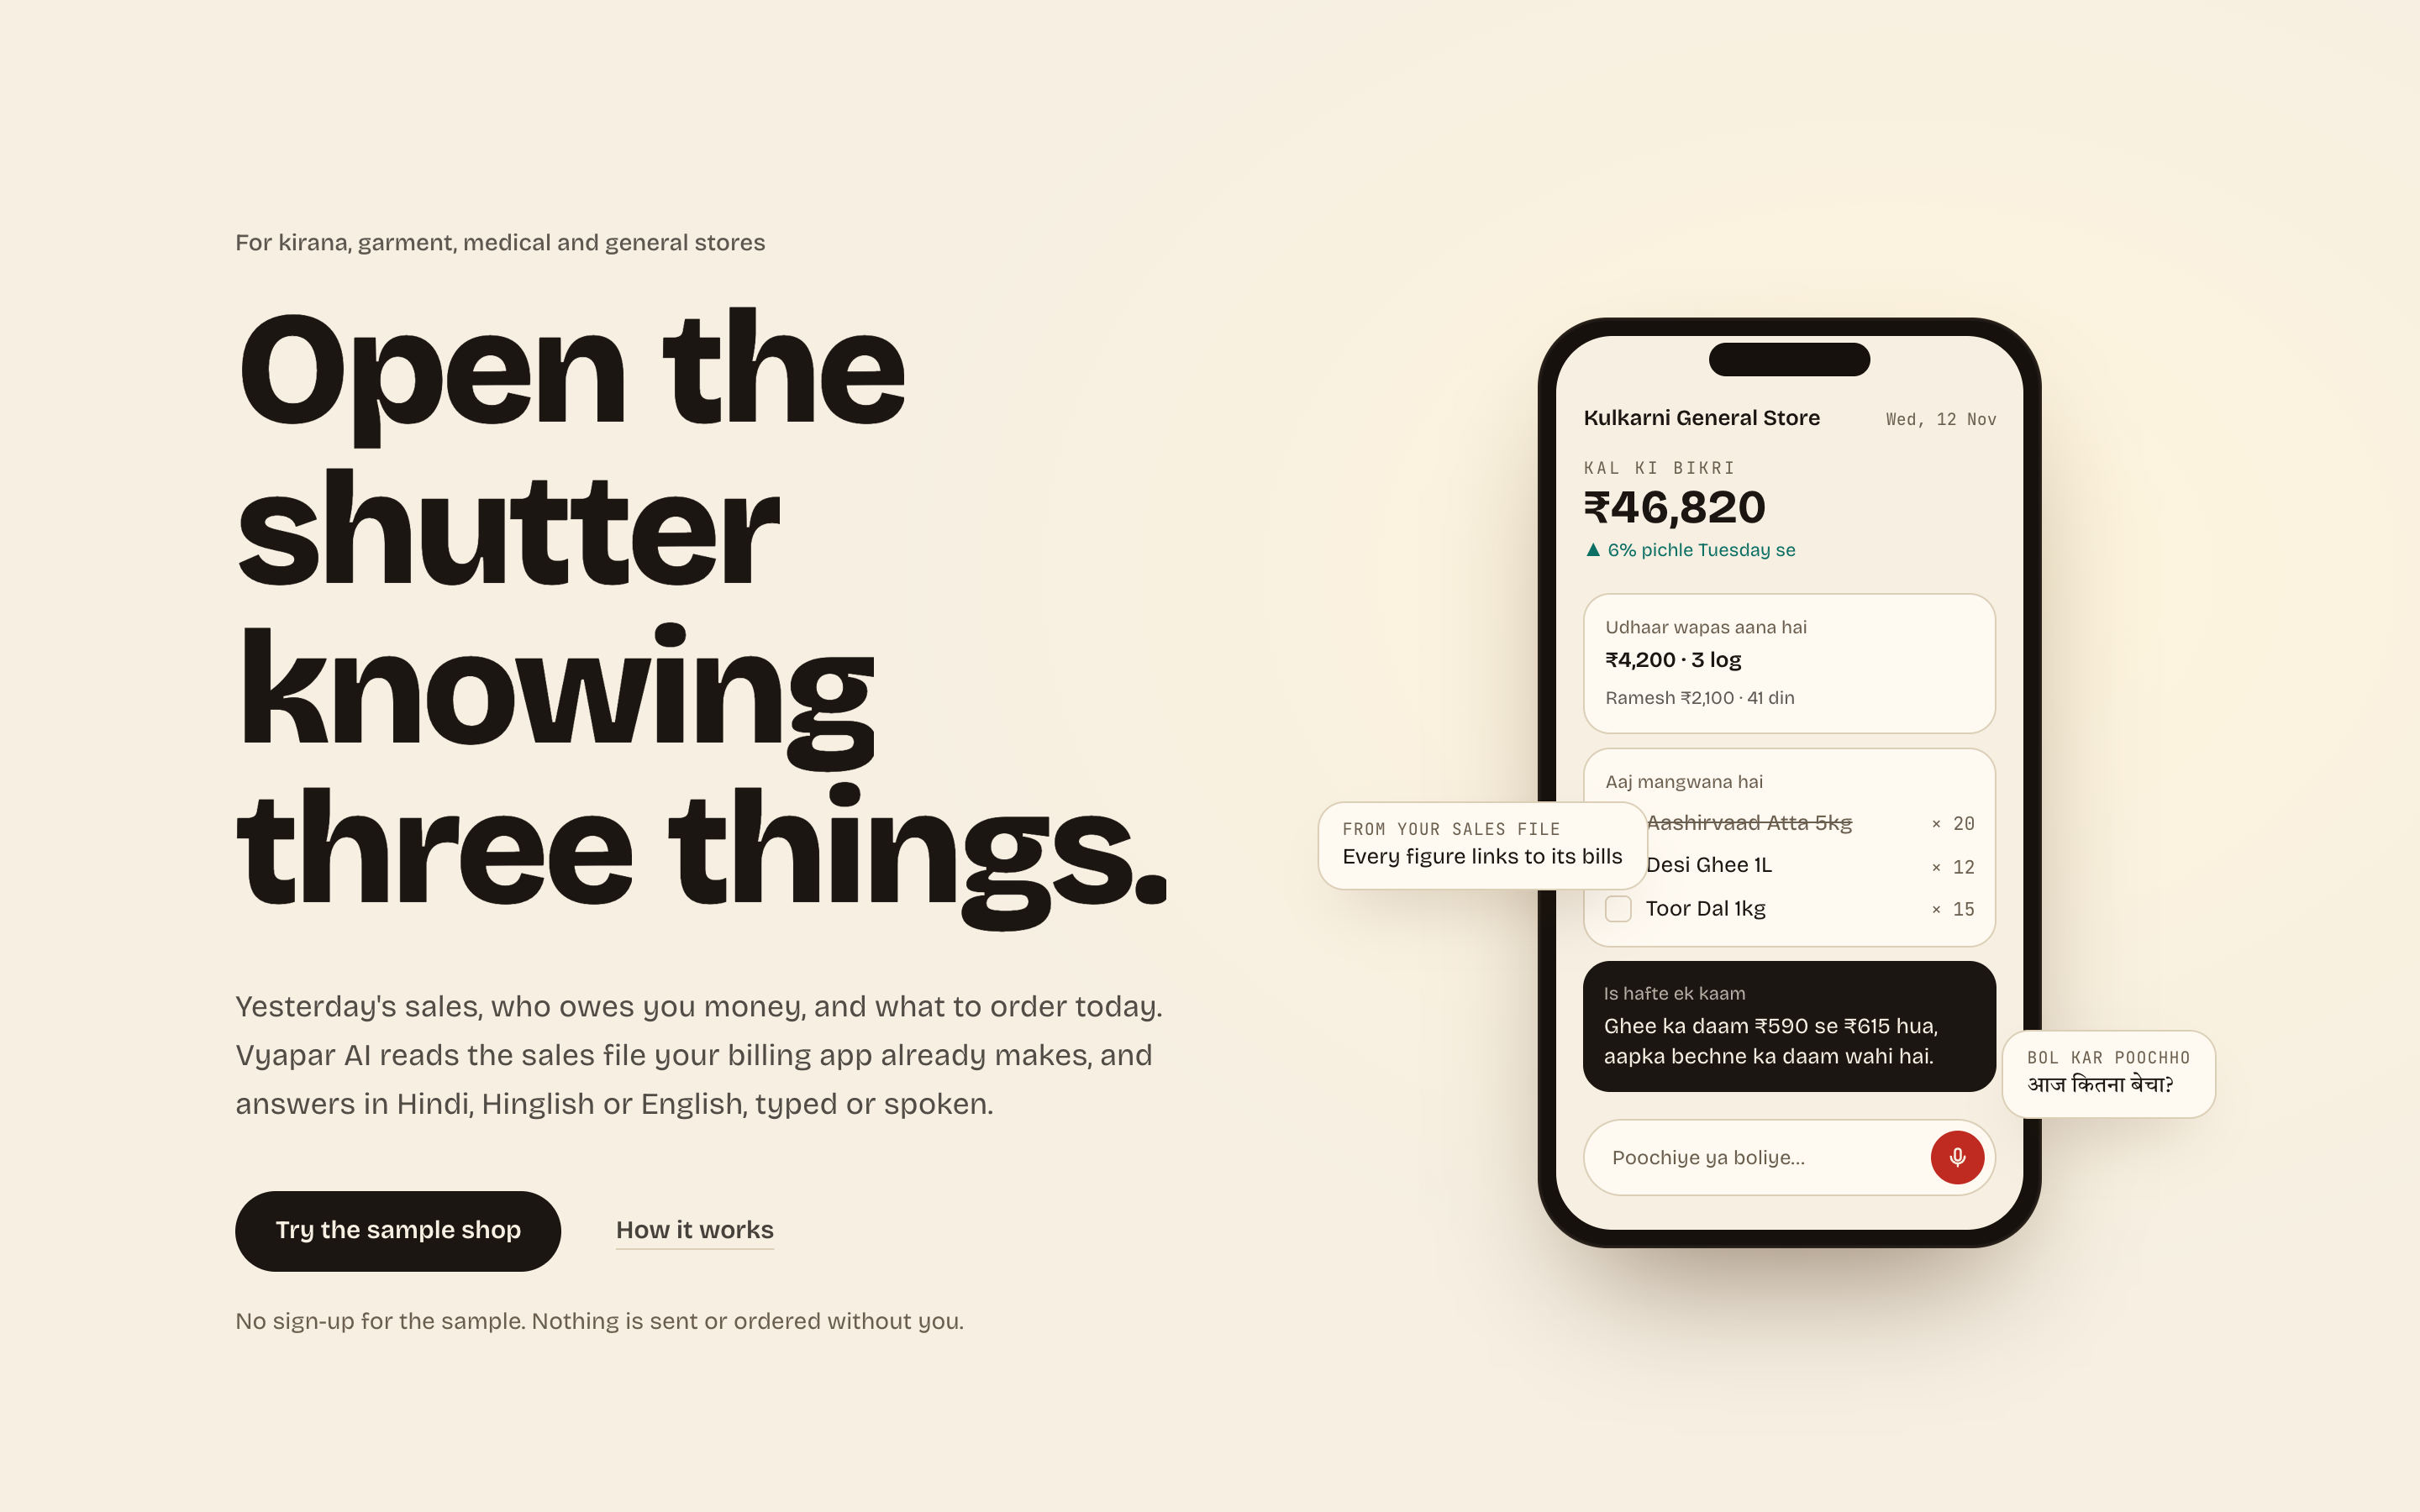 For kirana, garment, medical and general stores
Open the
shutter
knowing
three things.
Yesterday's sales, who owes you money, and what to order today.
Vyapar AI reads the sales file your billing app already makes, and
answers in Hindi, Hinglish or English, typed or spoken.
Try the sample shop
How it works
No sign-up for the sample. Nothing is sent or ordered without you.
Kulkarni General Store
Wed, 12 Nov
KAL KI BIKRI
₹46,820
▲ 6% pichle Tuesday se
Udhaar wapas aana hai
₹4,200 · 3 log
Ramesh ₹2,100 · 41 din
Aaj mangwana hai
Aashirvaad Atta 5kg × 20
Desi Ghee 1L × 12
Toor Dal 1kg × 15
FROM YOUR SALES FILE
Every figure links to its bills
Is hafte ek kaam
Ghee ka daam ₹590 se ₹615 hua,
aapka bechne ka daam wahi hai.
BOL KAR POOCHHO
आज कितना बेचा?
Poochiye ya boliye...